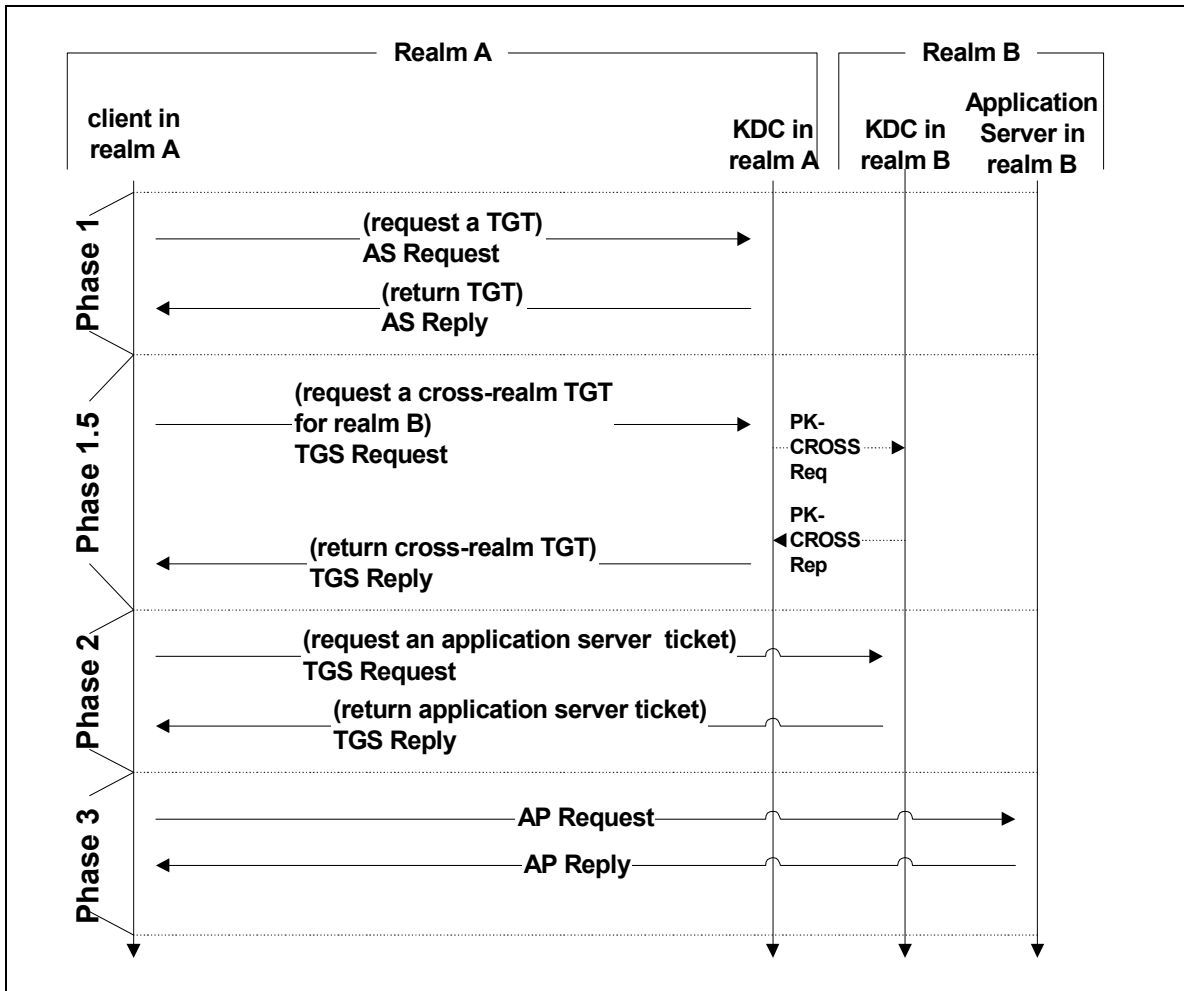 Realm A
Realm B
client in
realm A
KDC in
realm A
KDC in
realm B
Application
Server in
realm B
Phase 1
(request a TGT)
AS Request
(return TGT)
AS Reply
Phase 1.5
(request a cross-realm TGT
for realm B)
TGS Request
PK-
CROSS
Req
(return cross-realm TGT)
TGS Reply
PK-
CROSS
Rep
Phase 2
(request an application server ticket)
TGS Request
(return application server ticket)
TGS Reply
Phase 3
AP Request
AP Reply